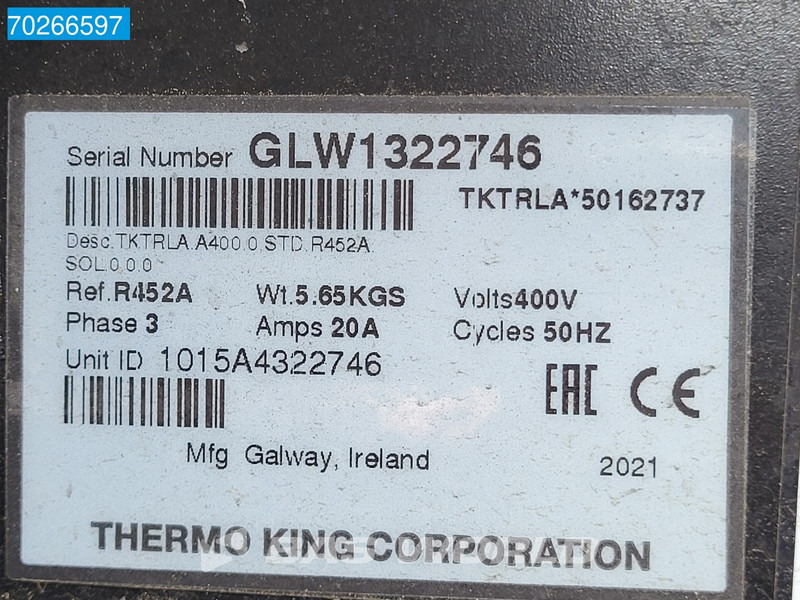 70266597
Serial Number GLW1322746
TKTRLA*50162737
Desc.TKTRLA.A400.0.STD.R452A.
SOL.0.0.0
Ref.R452A Wt.5.65KGS Volts400V
Phase 3 Amps 20A Cycles 50HZ
Unit ID 1015A4322746
EAC CE
Mfg Galway, Ireland
2021
THERMO KING CORPORATION